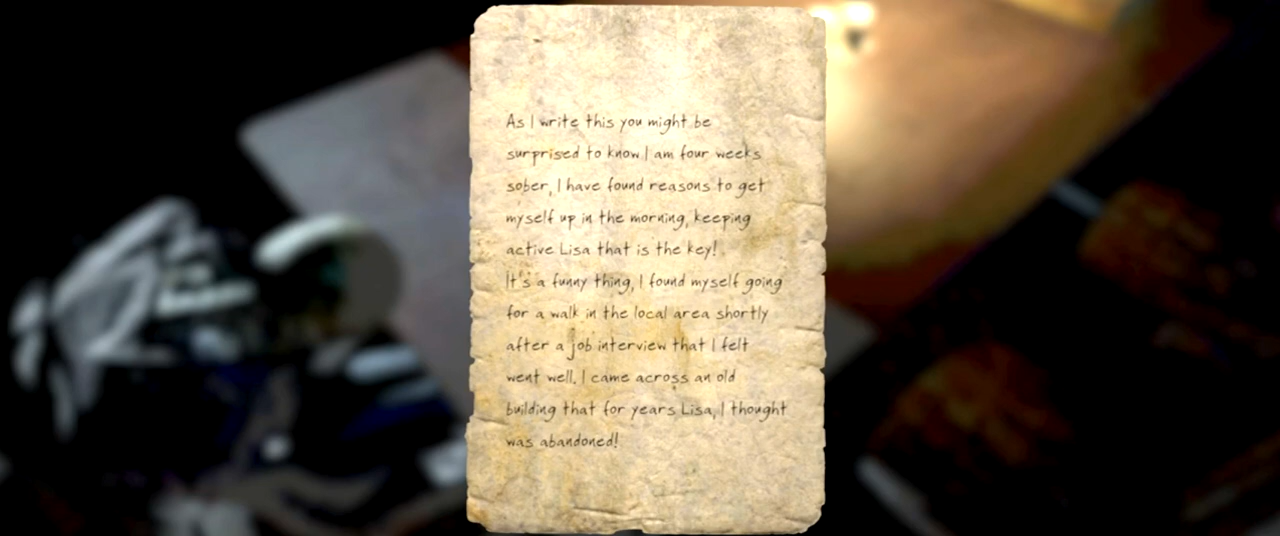 As I write this you might be
surprised to know I am four weeks
sober, I have found reasons to get
myself up in the morning, keeping
active Lisa that is the key!
It's a funny thing, I found myself going
for a walk in the local area shortly
after a job interview that I felt
went well. I came across an old
building that for years Lisa, I thought
was abandoned!